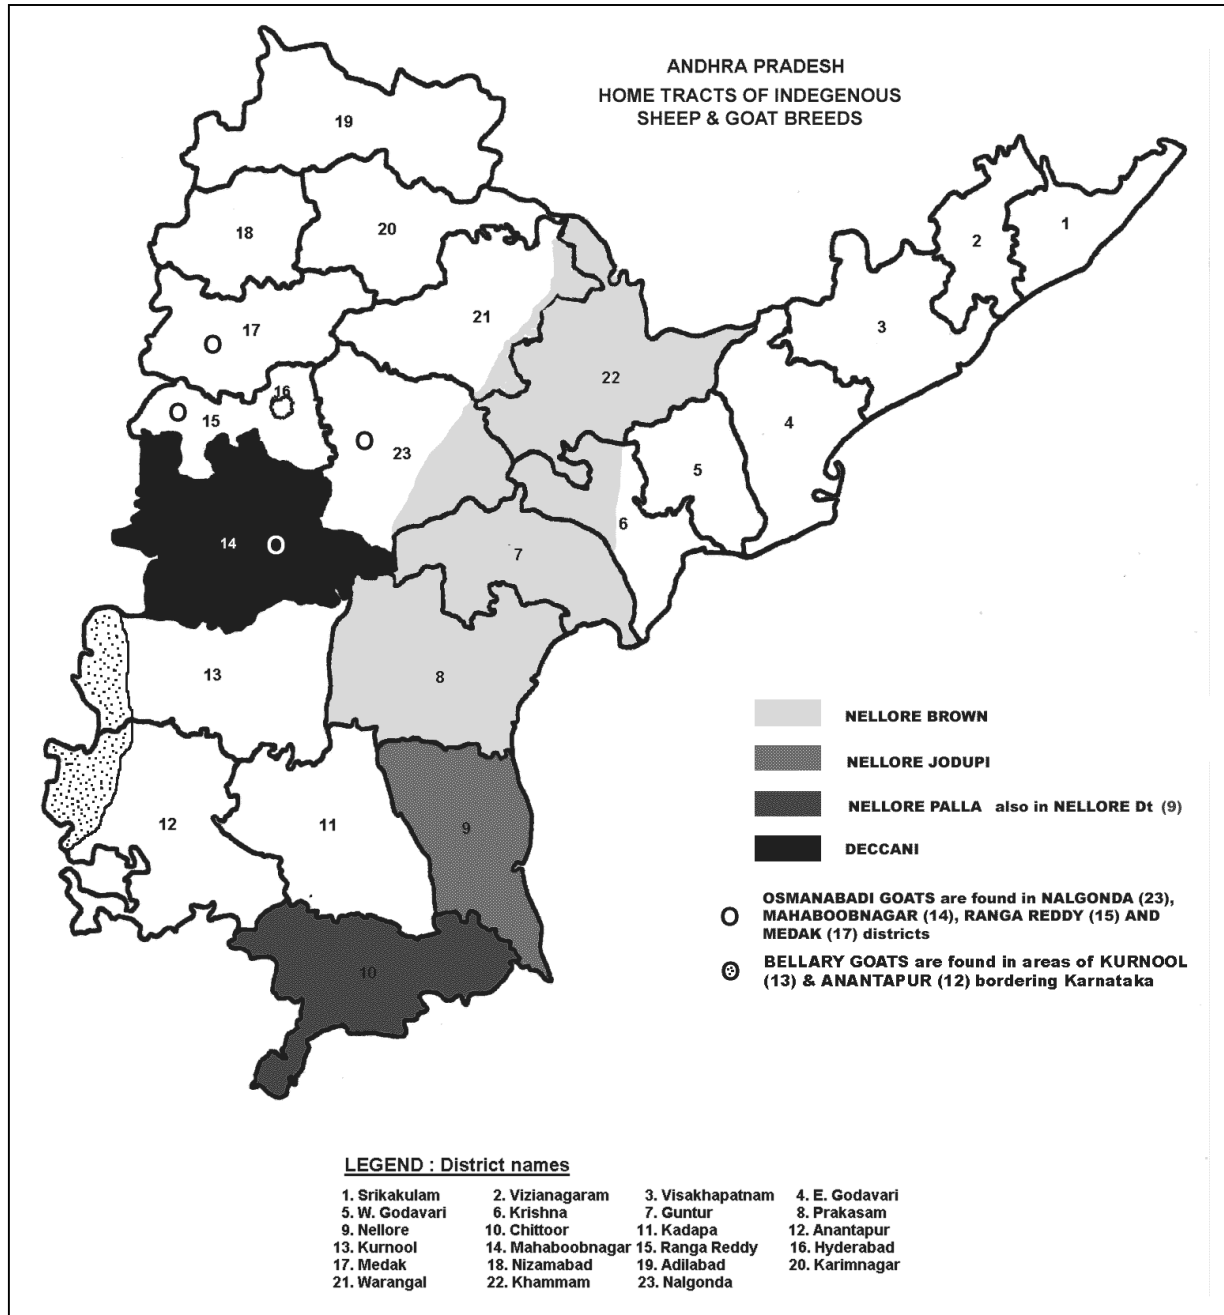 ANDHRA PRADESH
HOME TRACTS OF INDEGENOUS
SHEEP & GOAT BREEDS
19
18
20
21
17
16
15
23
22
14
13
12
11
10
9
8
7
6
5
4
3
2
1
NELLORE BROWN
NELLORE JODUPI
NELLORE PALLA also in NELLORE Dt (9)
DECCANI
OSMANABADI GOATS are found in NALGONDA (23),
MAHABOOBNAGAR (14), RANGA REDDY (15) AND
MEDAK (17) districts
BELLARY GOATS are found in areas of KURNOOL
(13) & ANANTAPUR (12) bordering Karnataka
LEGEND : District names
1. Srikakulam 2. Vizianagaram 3. Visakhapatnam 4. E. Godavari
5. W. Godavari 6. Krishna 7. Guntur 8. Prakasam
9. Nellore 10. Chittoor 11. Kadapa 12. Anantapur
13. Kurnool 14. Mahaboobnagar 15. Ranga Reddy 16. Hyderabad
17. Medak 18. Nizamabad 19. Adilabad 20. Karimnagar
21. Warangal 22. Khammam 23. Nalgonda